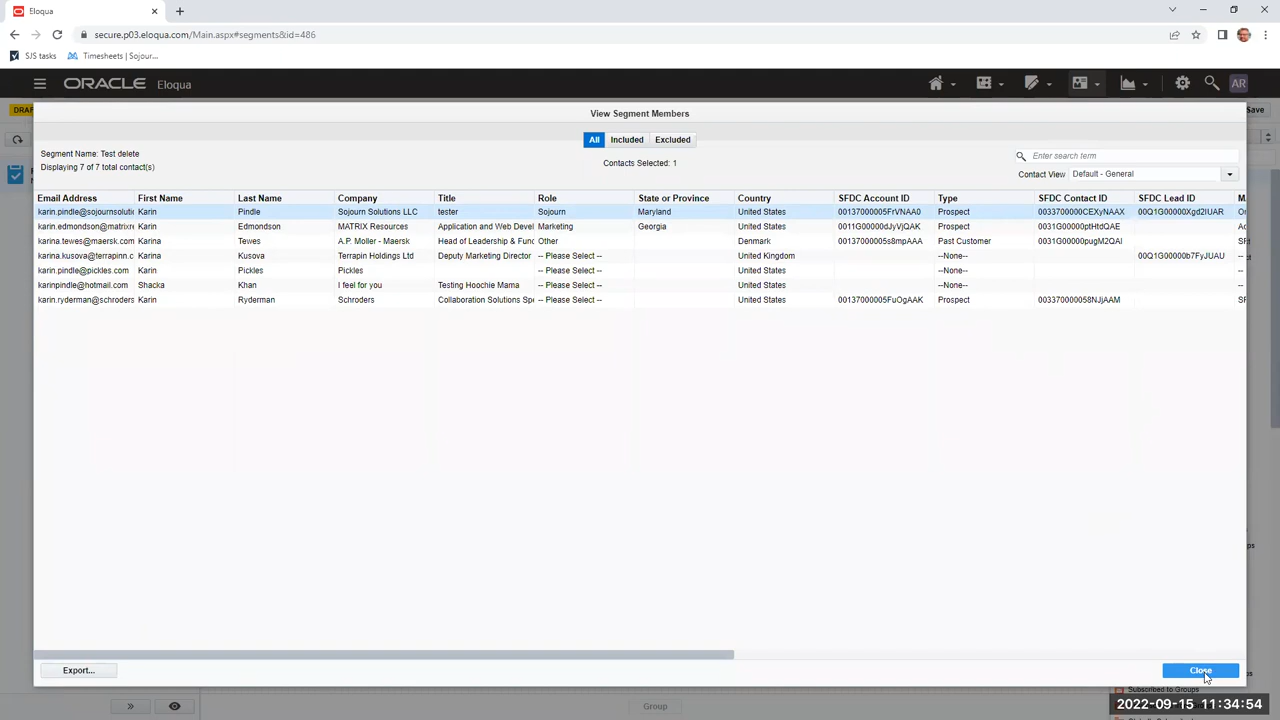 Eloqua
secure.p03.eloqua.com/Main.aspx#segments&id=486
SJS tasks Timesheets | Sojour...
ORACLE Eloqua AR
DRAF Save
View Segment Members
All Included Excluded
Segment Name: Test delete
Displaying 7 of 7 total contact(s)
Contacts Selected: 1
Enter search term
Contact View Default - General
Email Address First Name Last Name Company Title Role State or Province Country SFDC Account ID Type SFDC Contact ID SFDC Lead ID
karin.pindle@sojournsolutic Karin Pindle Sojourn Solutions LLC tester Sojourn Maryland United States 00137000005FrVNAA0 Prospect 0033700000CEXyNAAX 00Q1G00000Xgd2IUAR
karin.edmondson@matrixre Karin Edmondson MATRIX Resources Application and Web Devel Marketing Georgia United States 0011G00000dJyVjQAK Prospect 0031G00000ptHtdQAE
karina.tewes@maersk.com Karina Tewes A.P. Moller - Maersk Head of Leadership & Func Other Denmark 00137000005s8mpAAA Past Customer 0031G00000pugM2QAI
karina.kusova@terrapinn.c Karina Kusova Terrapin Holdings Ltd Deputy Marketing Director -- Please Select -- United Kingdom --None-- 00Q1G00000b7FyJUAU
karin.pindle@pickles.com Karin Pickles Pickles -- Please Select -- United States --None--
karinpindle@hotmail.com Shacka Khan I feel for you Testing Hoochie Mama -- Please Select -- United States --None--
karin.ryderman@schroders Karin Ryderman Schroders Collaboration Solutions Spe -- Please Select -- United States 00137000005FuOgAAK Prospect 003370000058NJjAAM
Export... Close
Subscribed to Groups
Group
2022-09-15 11:34:54